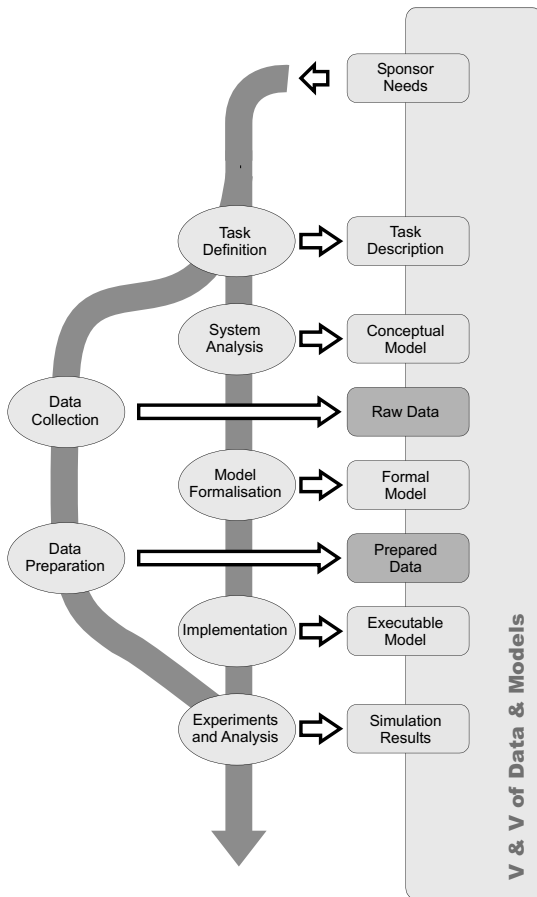 Sponsor
Needs
Task
Definition
Task
Description
System
Analysis
Conceptual
Model
Data
Collection
Raw Data
Model
Formalisation
Formal
Model
Data
Preparation
Prepared
Data
Implementation
Executable
Model
Experiments
and Analysis
Simulation
Results
V & V of Data & Models